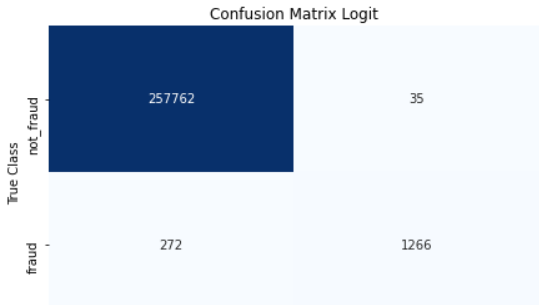 Confusion Matrix Logit
True Class
not_fraud
257762
35
fraud
272
1266